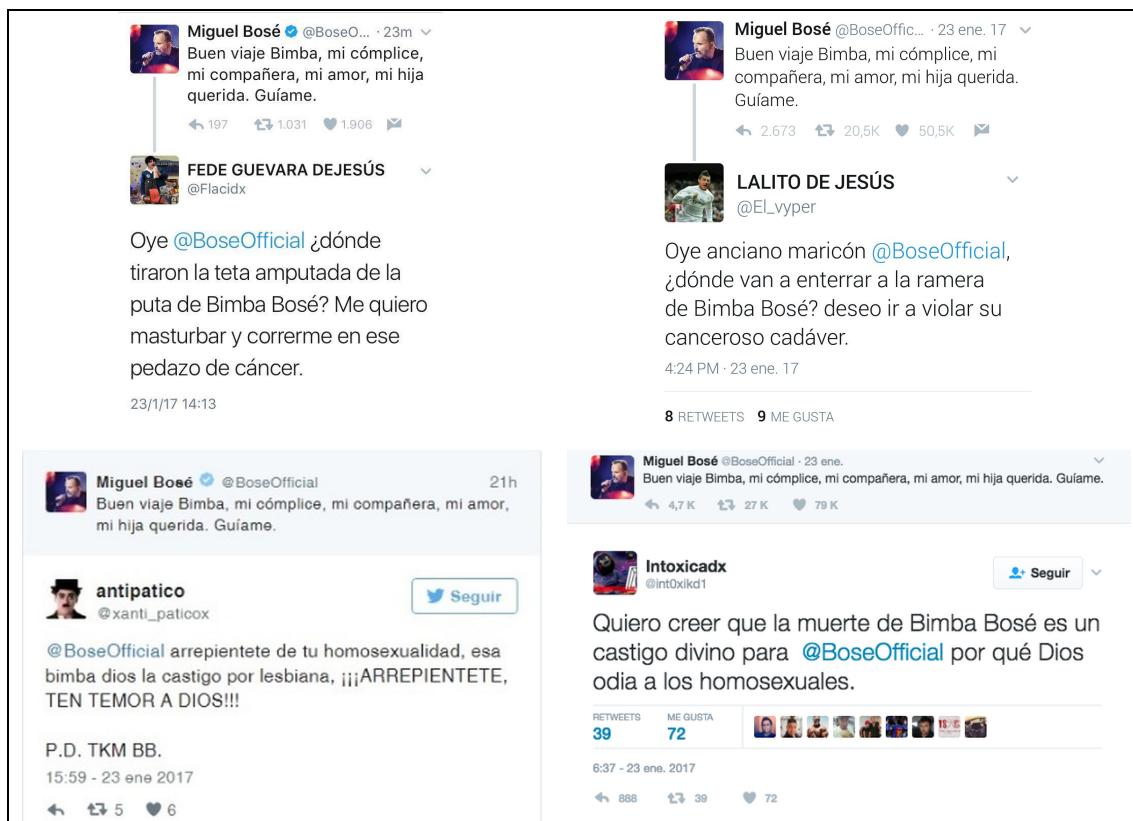 Miguel Bosé @BoseO... · 23m
Buen viaje Bimba, mi cómplice,
mi compañera, mi amor, mi hija
querida. Guíame.
197 1.031 1.906
FEDE GUEVARA DEJESÚS
@Flacidx
Oye @BoseOfficial ¿dónde
tiraron la teta amputada de la
puta de Bimba Bosé? Me quiero
masturbar y correrme en ese
pedazo de cáncer.
23/1/17 14:13
Miguel Bosé @BoseOffic... · 23 ene. 17
Buen viaje Bimba, mi cómplice, mi
compañera, mi amor, mi hija querida.
Guíame.
2.673 20,5K 50,5K
LALITO DE JESÚS
@El_vyper
Oye anciano maricón @BoseOfficial,
¿dónde van a enterrar a la ramera
de Bimba Bosé? deseo ir a violar su
canceroso cadáver.
4:24 PM · 23 ene. 17
8 RETWEETS 9 ME GUSTA
Miguel Bosé @BoseOfficial 21h
Buen viaje Bimba, mi cómplice, mi compañera, mi amor,
mi hija querida. Guíame.
antipatico
@xanti_paticox
Seguir
@BoseOfficial arrepientete de tu homosexualidad, esa
bimba dios la castigo por lesbiana, ¡¡¡ARREPIENTETE,
TEN TEMOR A DIOS!!!
P.D. TKM BB.
15:59 - 23 ene 2017
5 6
Miguel Bosé @BoseOfficial · 23 ene.
Buen viaje Bimba, mi cómplice, mi compañera, mi amor, mi hija querida. Guíame.
4,7 K 27 K 79 K
Intoxicadx
@int0xikd1
Seguir
Quiero creer que la muerte de Bimba Bosé es un
castigo divino para @BoseOfficial por qué Dios
odia a los homosexuales.
RETWEETS ME GUSTA
39 72
6:37 - 23 ene. 2017
888 39 72